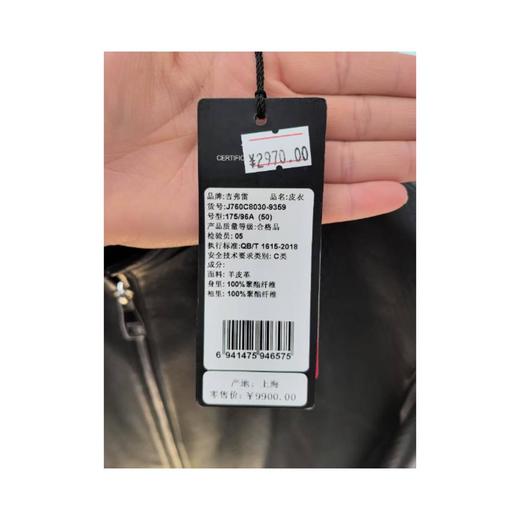 ¥2970.00
CERTIFIC
品牌:吉弗雷 品名:皮衣
货号:J760C8030-9359
号型:175/96A (50)
产品质量等级:合格品
检验员: 05
执行标准:QB/T 1615-2018
安全技术要求类别: C类
成分:
面料: 羊皮革
身里: 100%聚酯纤维
袖里: 100%聚酯纤维
6 941475 946575
产地: 上海
零售价: ¥9900.00